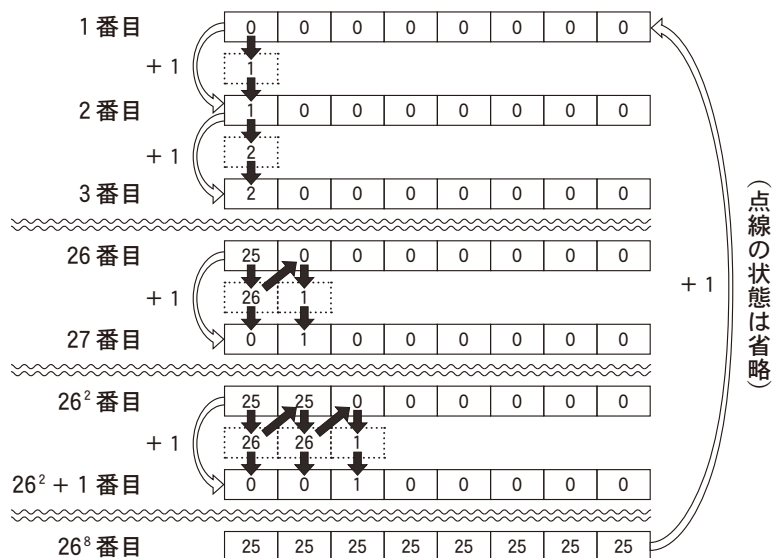 1 番目 0 0 0 0 0 0 0 0
+ 1 1
2 番目 1 0 0 0 0 0 0 0
+ 1 2
3 番目 2 0 0 0 0 0 0 0
26 番目 25 0 0 0 0 0 0 0
+ 1 26 1
27 番目 0 1 0 0 0 0 0 0
26² 番目 25 25 0 0 0 0 0 0
+ 1 26 26 1
26² + 1 番目 0 0 1 0 0 0 0 0
26⁸ 番目 25 25 25 25 25 25 25 25
+ 1
(点線の状態は省略)